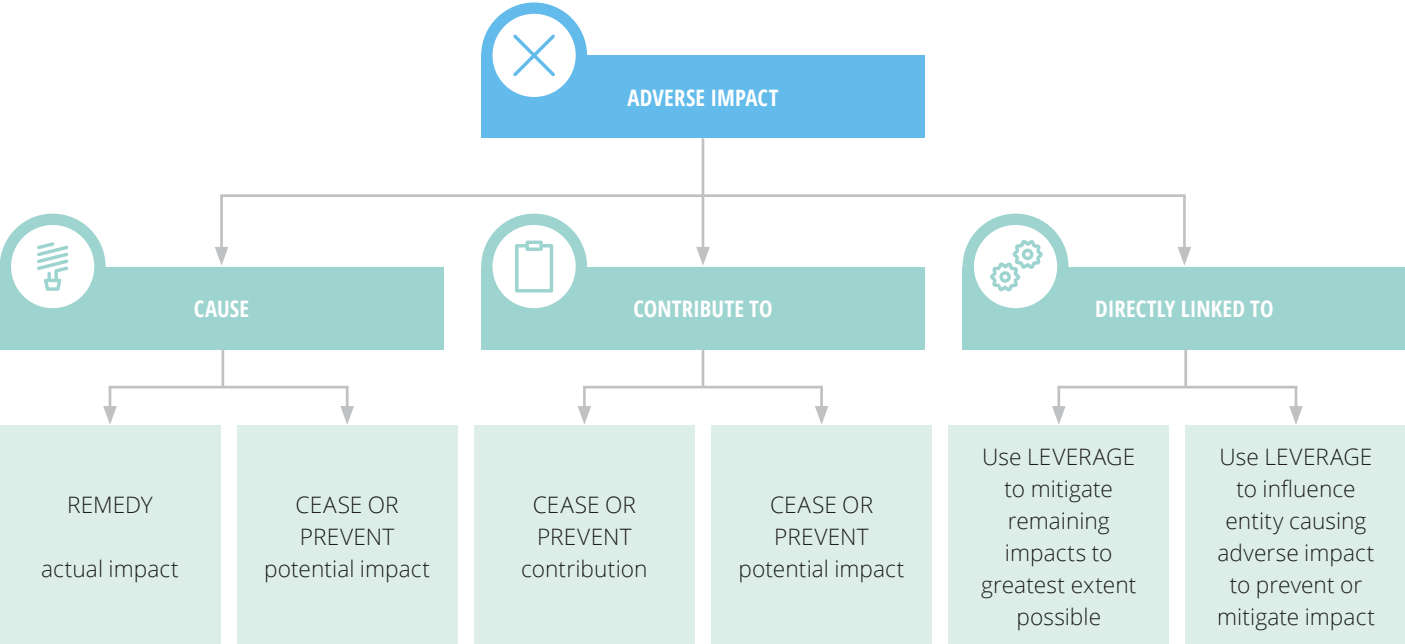 ADVERSE IMPACT
CAUSE
CONTRIBUTE TO
DIRECTLY LINKED TO
REMEDY
actual impact
CEASE OR
PREVENT
potential impact
CEASE OR
PREVENT
contribution
CEASE OR
PREVENT
potential impact
Use LEVERAGE
to mitigate
remaining
impacts to
greatest extent
possible
Use LEVERAGE
to influence
entity causing
adverse impact
to prevent or
mitigate impact